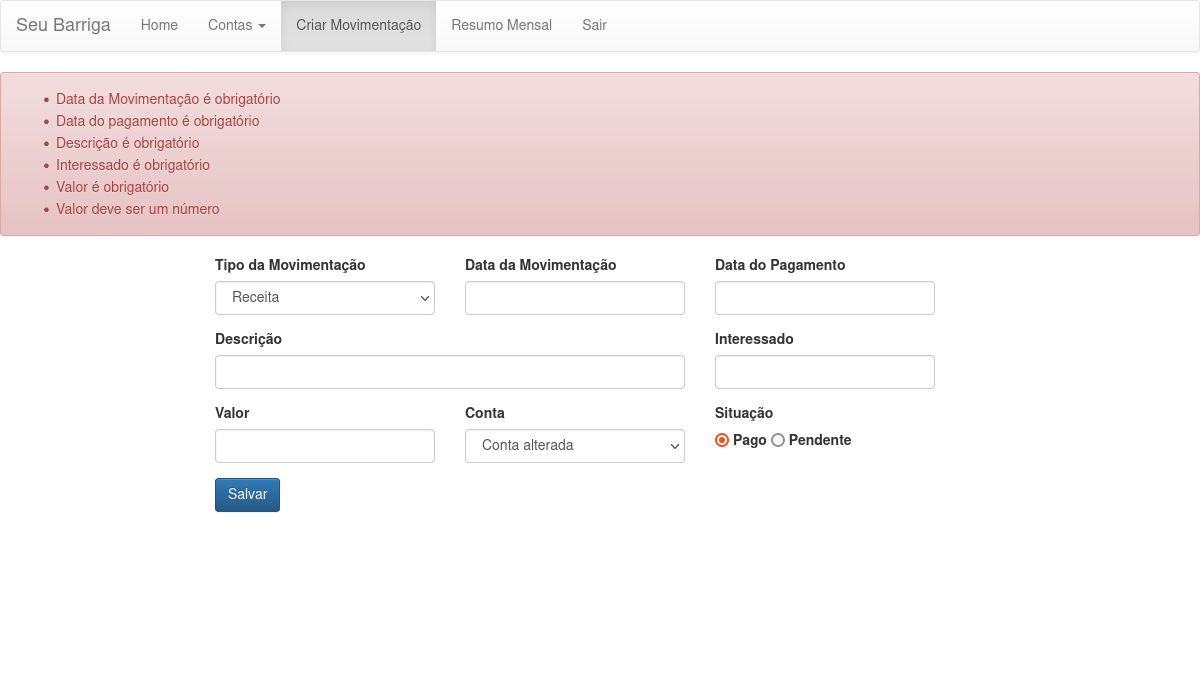 Seu Barriga Home Contas Criar Movimentação Resumo Mensal Sair
Data da Movimentação é obrigatório
Data do pagamento é obrigatório
Descrição é obrigatório
Interessado é obrigatório
Valor é obrigatório
Valor deve ser um número
Tipo da Movimentação Data da Movimentação Data do Pagamento
Receita
Descrição Interessado
Valor Conta Situação
Conta alterada Pago Pendente
Salvar